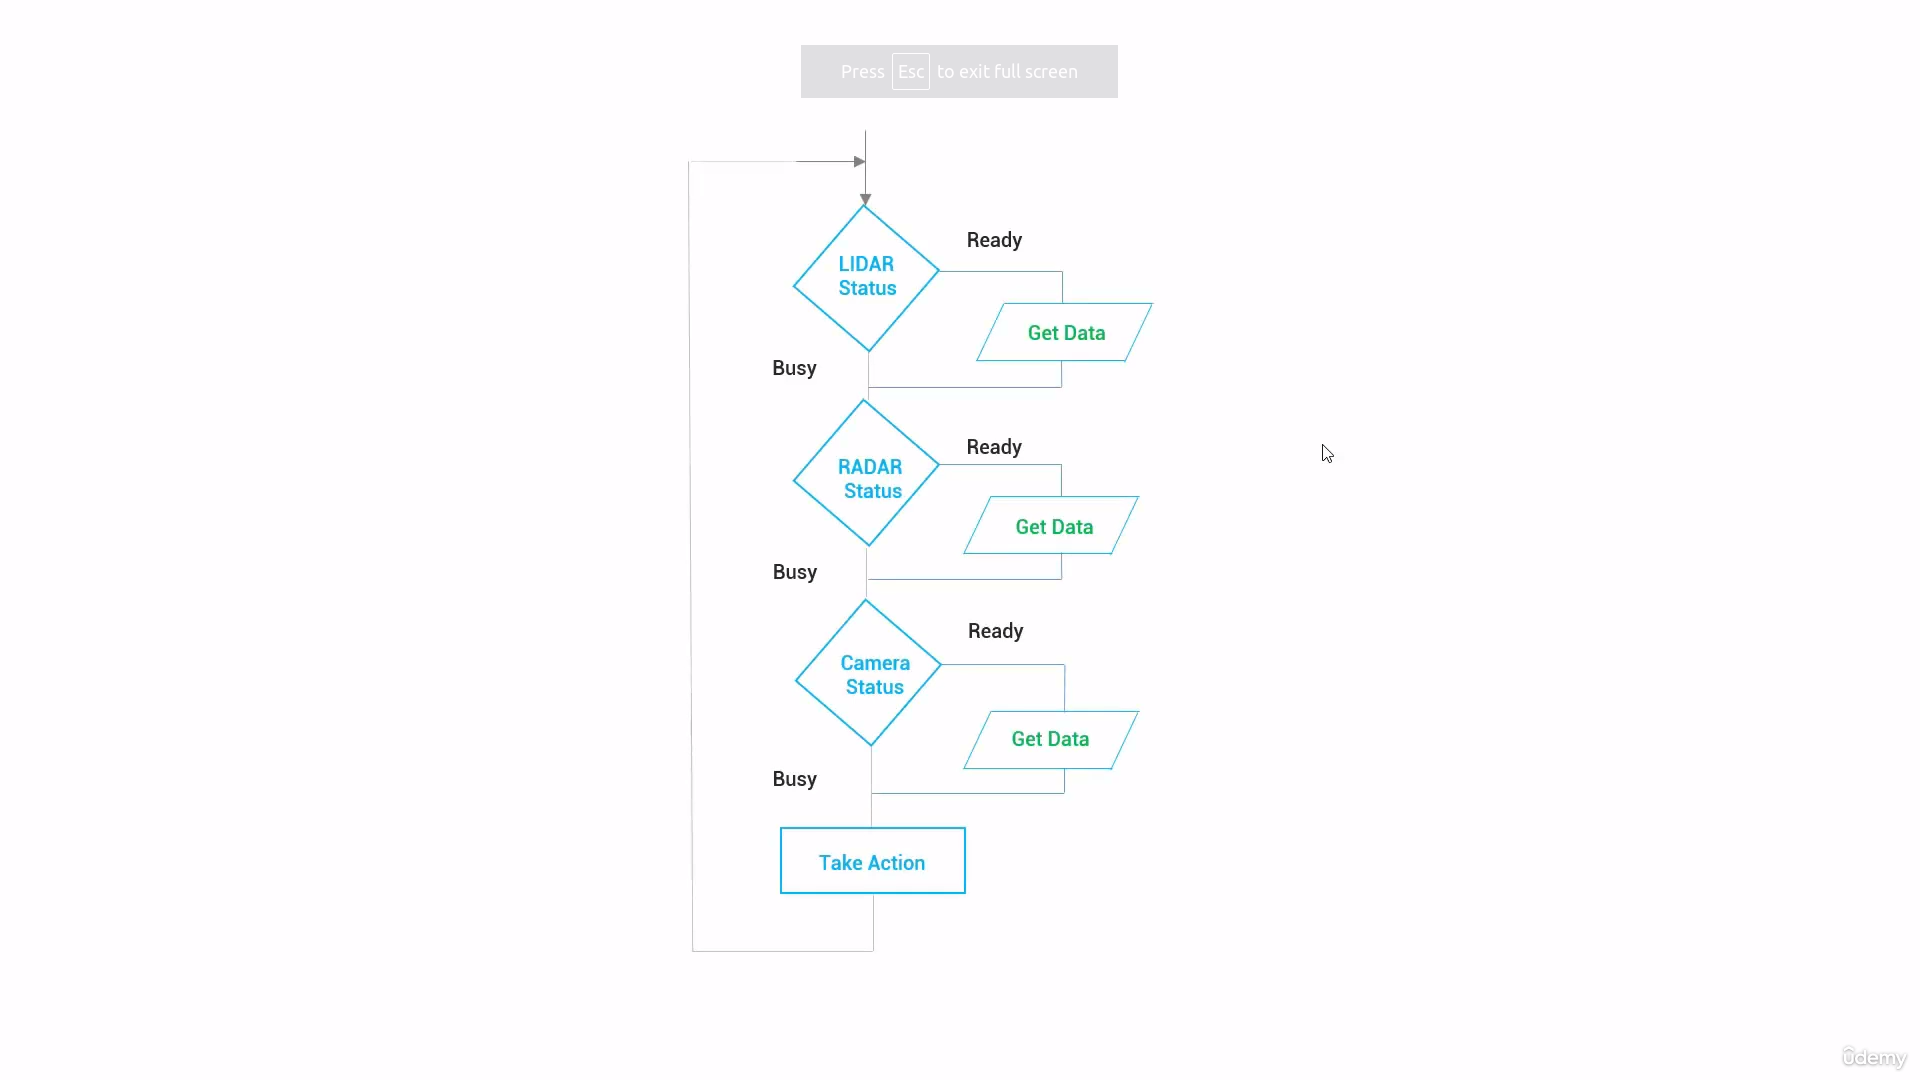 Press Esc to exit full screen
Ready
LIDAR
Status
Get Data
Busy
Ready
RADAR
Status
Get Data
Busy
Ready
Camera
Status
Get Data
Busy
Take Action
ûdemy